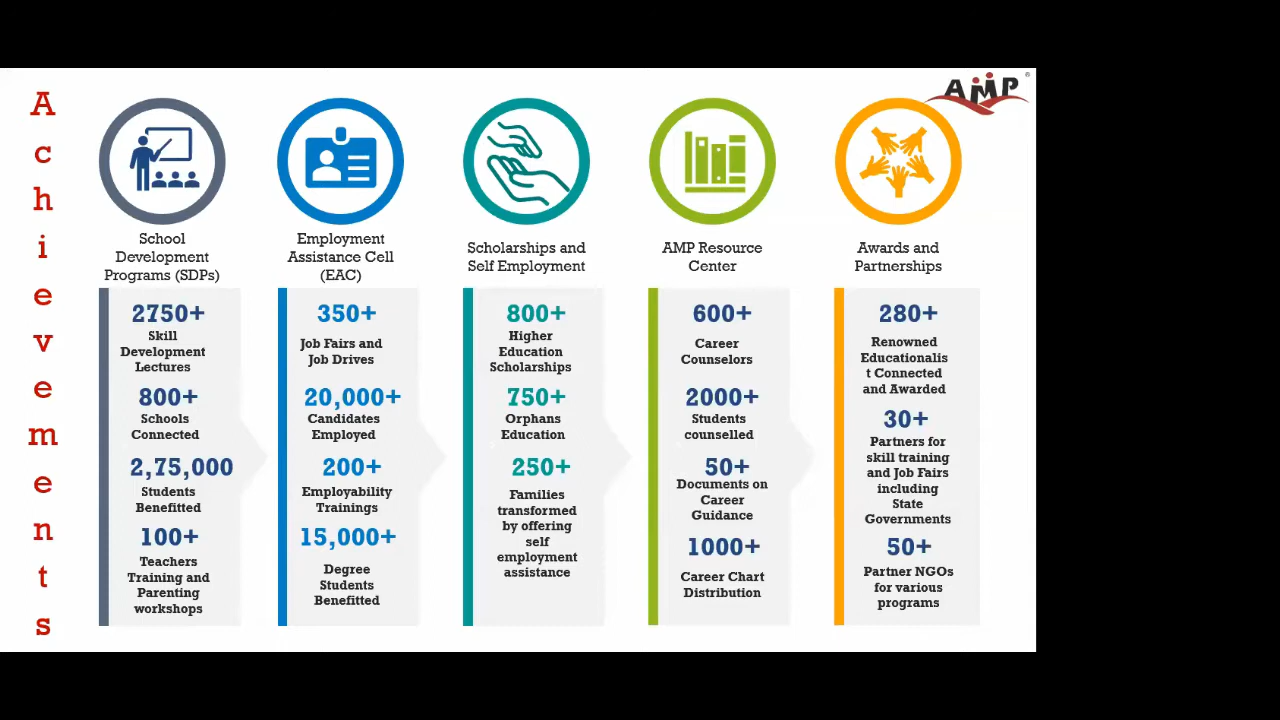 Achievements
AMP
®
School
Development
Programs (SDPs)
2750+
Skill
Development
Lectures
800+
Schools
Connected
2,75,000
Students
Benefitted
100+
Teachers
Training and
Parenting
workshops
Employment
Assistance Cell
(EAC)
350+
Job Fairs and
Job Drives
20,000+
Candidates
Employed
200+
Employability
Trainings
15,000+
Degree
Students
Benefitted
Scholarships and
Self Employment
800+
Higher
Education
Scholarships
750+
Orphans
Education
250+
Families
transformed
by offering
self
employment
assistance
AMP Resource
Center
600+
Career
Counselors
2000+
Students
counselled
50+
Documents on
Career
Guidance
1000+
Career Chart
Distribution
Awards and
Partnerships
280+
Renowned
Educationalis
t Connected
and Awarded
30+
Partners for
skill training
and Job Fairs
including
State
Governments
50+
Partner NGOs
for various
programs